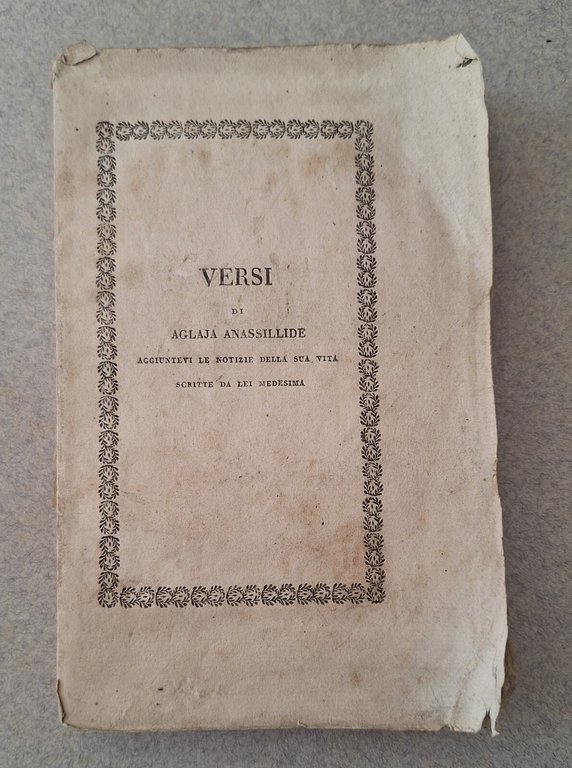 VERSI
DI
AGLAJA ANASSILLIDE
AGGIUNTEVI LE NOTIZIE DELLA SUA VITA
SCRITTE DA LEI MEDESIMA